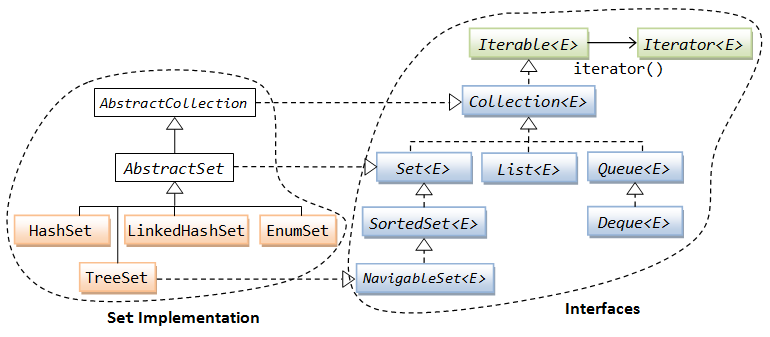 Iterable<E>
Iterator<E>
iterator()
AbstractCollection
Collection<E>
AbstractSet
Set<E>
List<E>
Queue<E>
HashSet
LinkedHashSet
EnumSet
SortedSet<E>
Deque<E>
TreeSet
NavigableSet<E>
Set Implementation
Interfaces